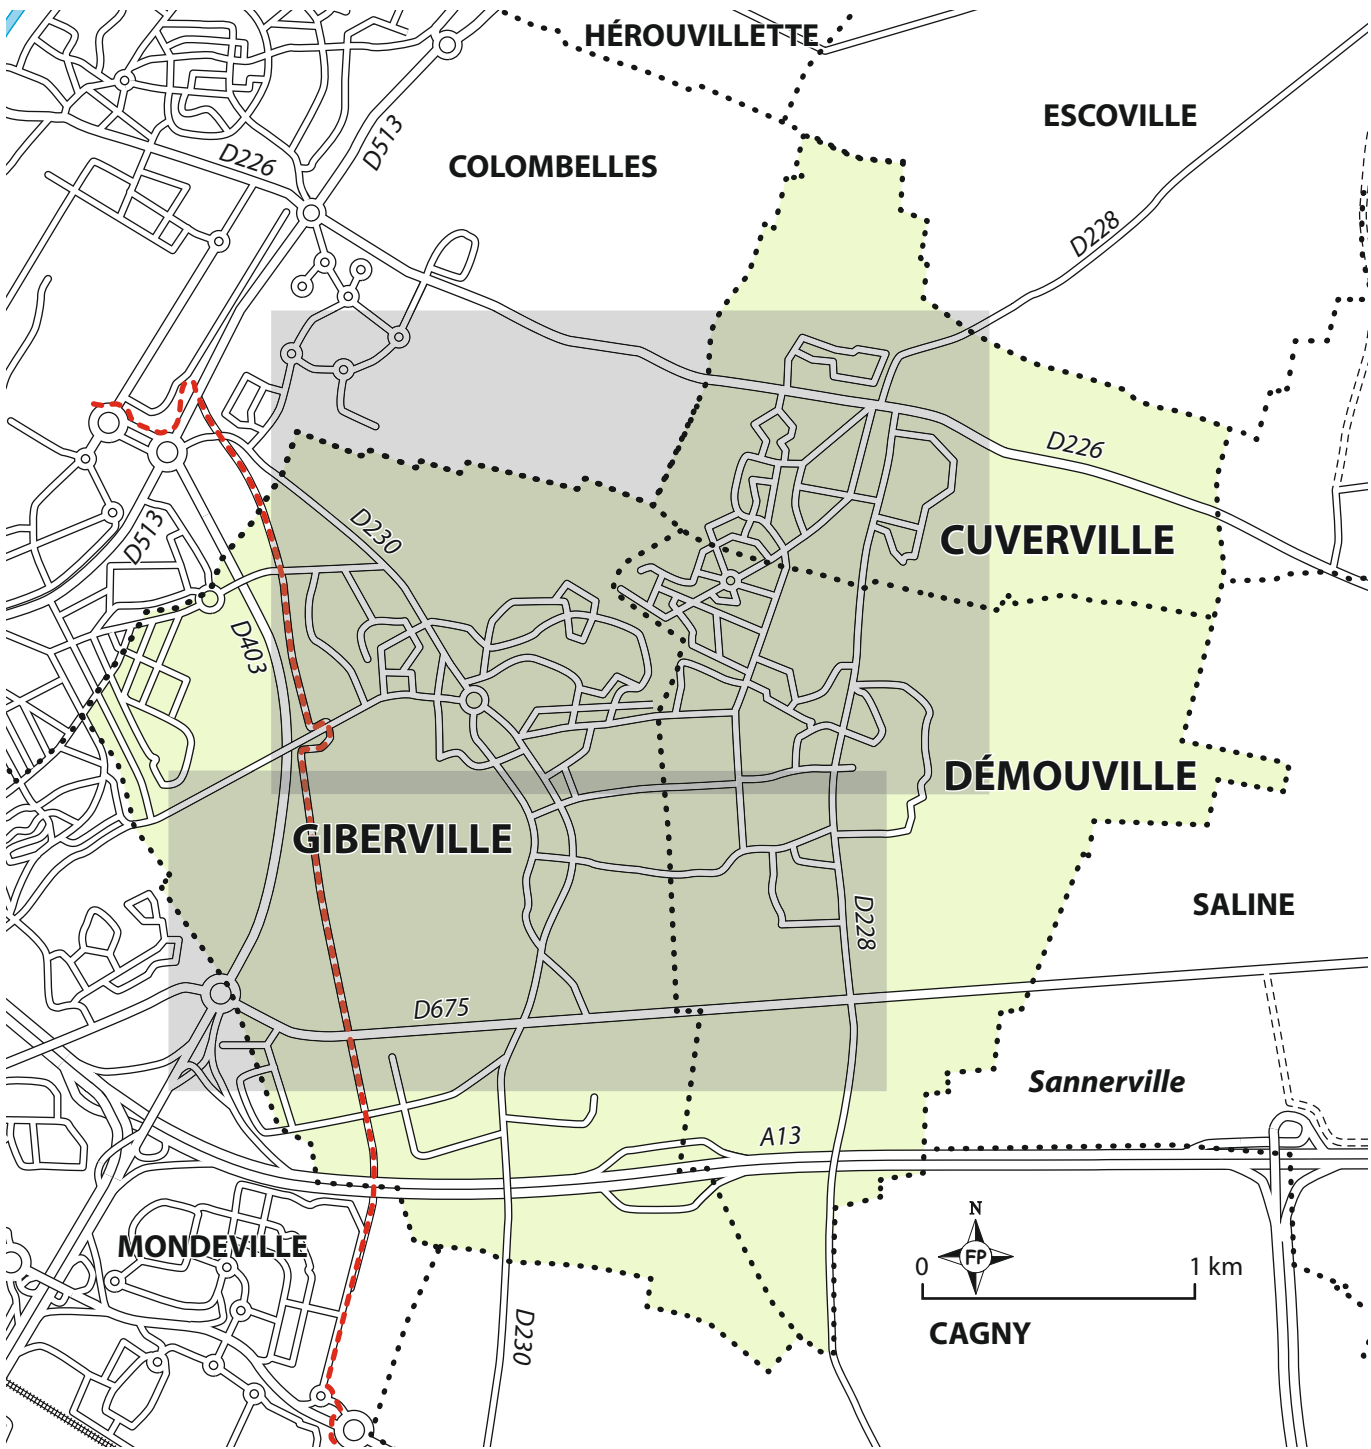 HÉROUVILLETTE
ESCOVILLE
D513
D226
COLOMBELLES
D228
D226
D513
D230
CUVERVILLE
D403
DÉMOUVILLE
GIBERVILLE
SALINE
D228
D675
Sannerville
A13
N
FP
MONDEVILLE
0
1 km
D230
CAGNY